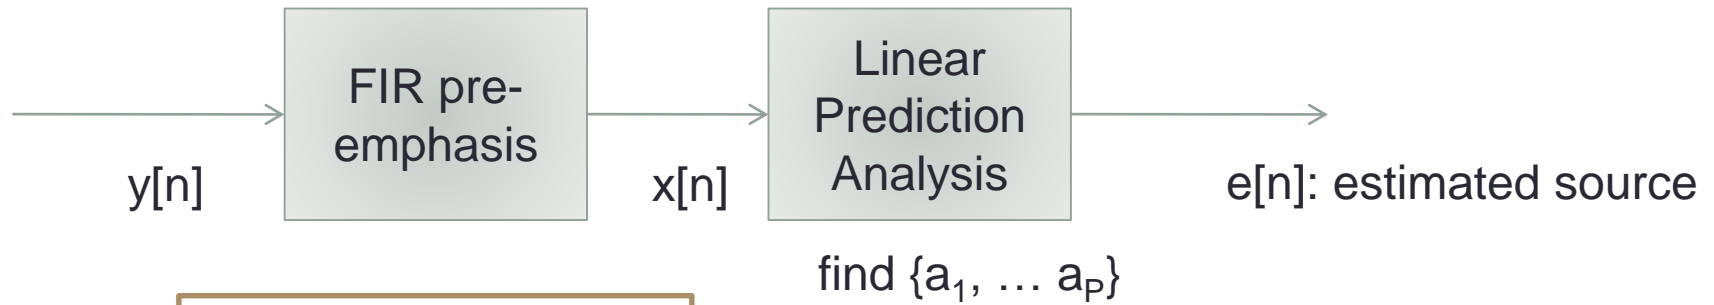 FIR pre-
emphasis
Linear
Prediction
Analysis
y[n]
x[n]
e[n]: estimated source
find {a₁, … aₚ}